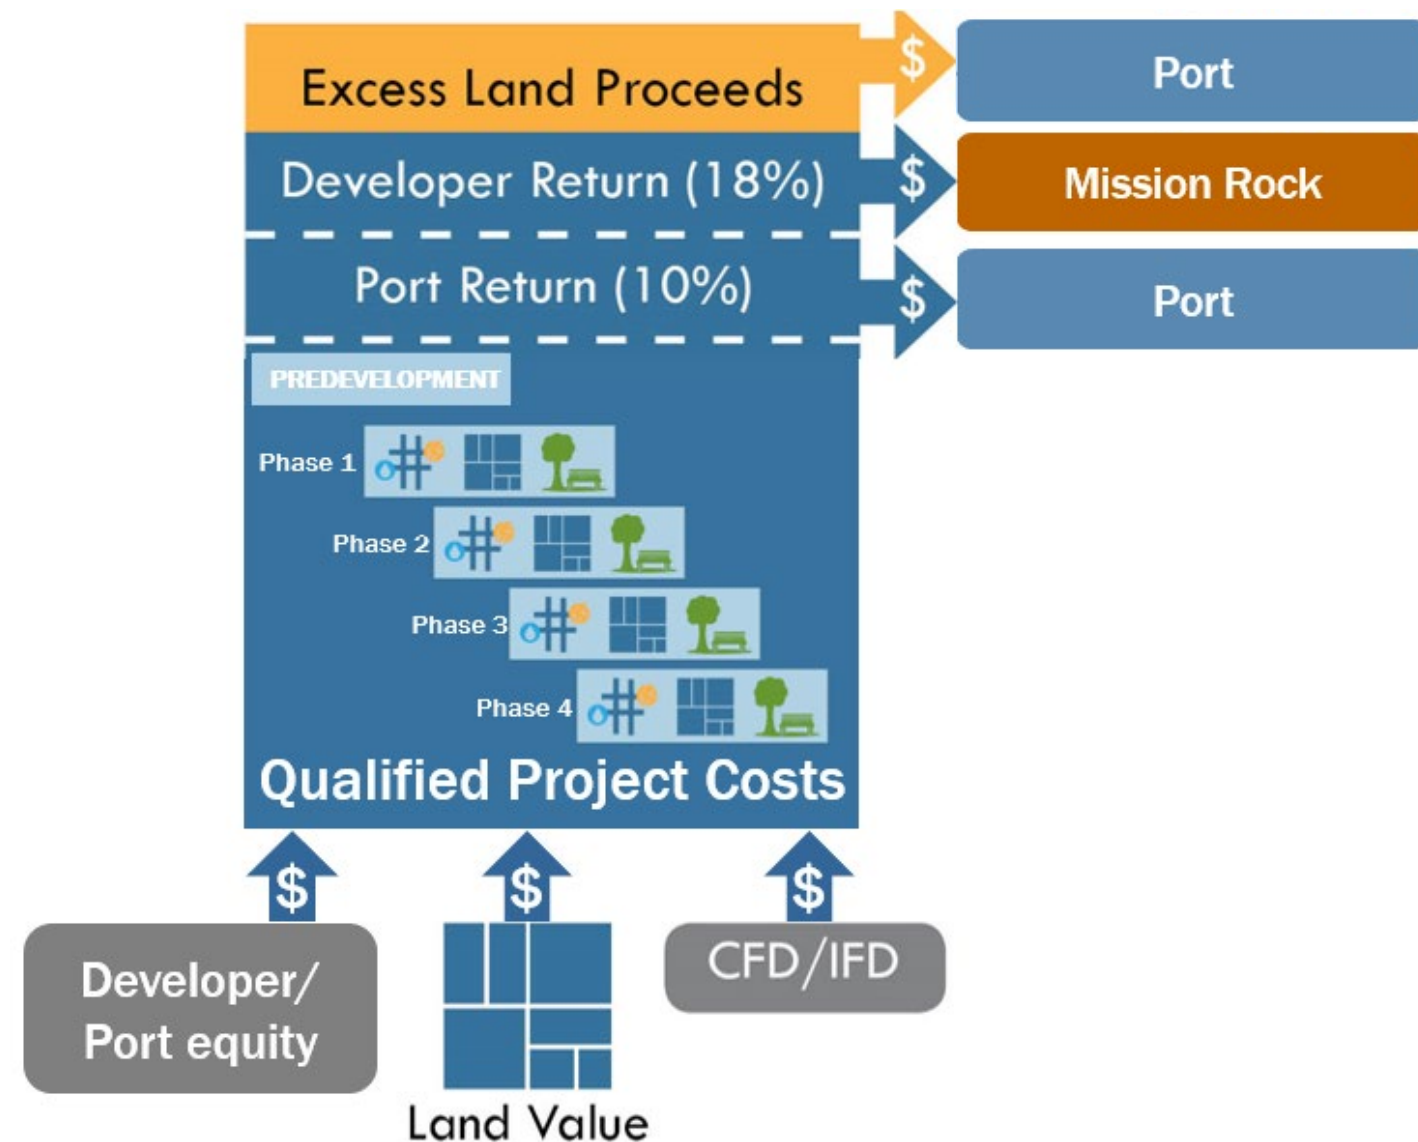 Excess Land Proceeds
$
Port
Developer Return (18%)
$
Mission Rock
Port Return (10%)
$
Port
PREDEVELOPMENT
Phase 1
Phase 2
Phase 3
Phase 4
Qualified Project Costs
$
$
$
Developer/
Port equity
CFD/IFD
Land Value